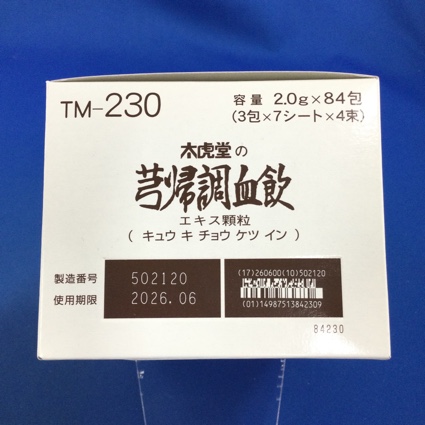 TM-230
容量 2.0g×84包
(3包×7シート×4束)
太虎堂の
芎帰調血飲
エキス顆粒
( キュウ キ チョウ ケツ イン )
製造番号 502120
使用期限 2026.06
(17)260600(10)502120
(01)14987513842309
84230